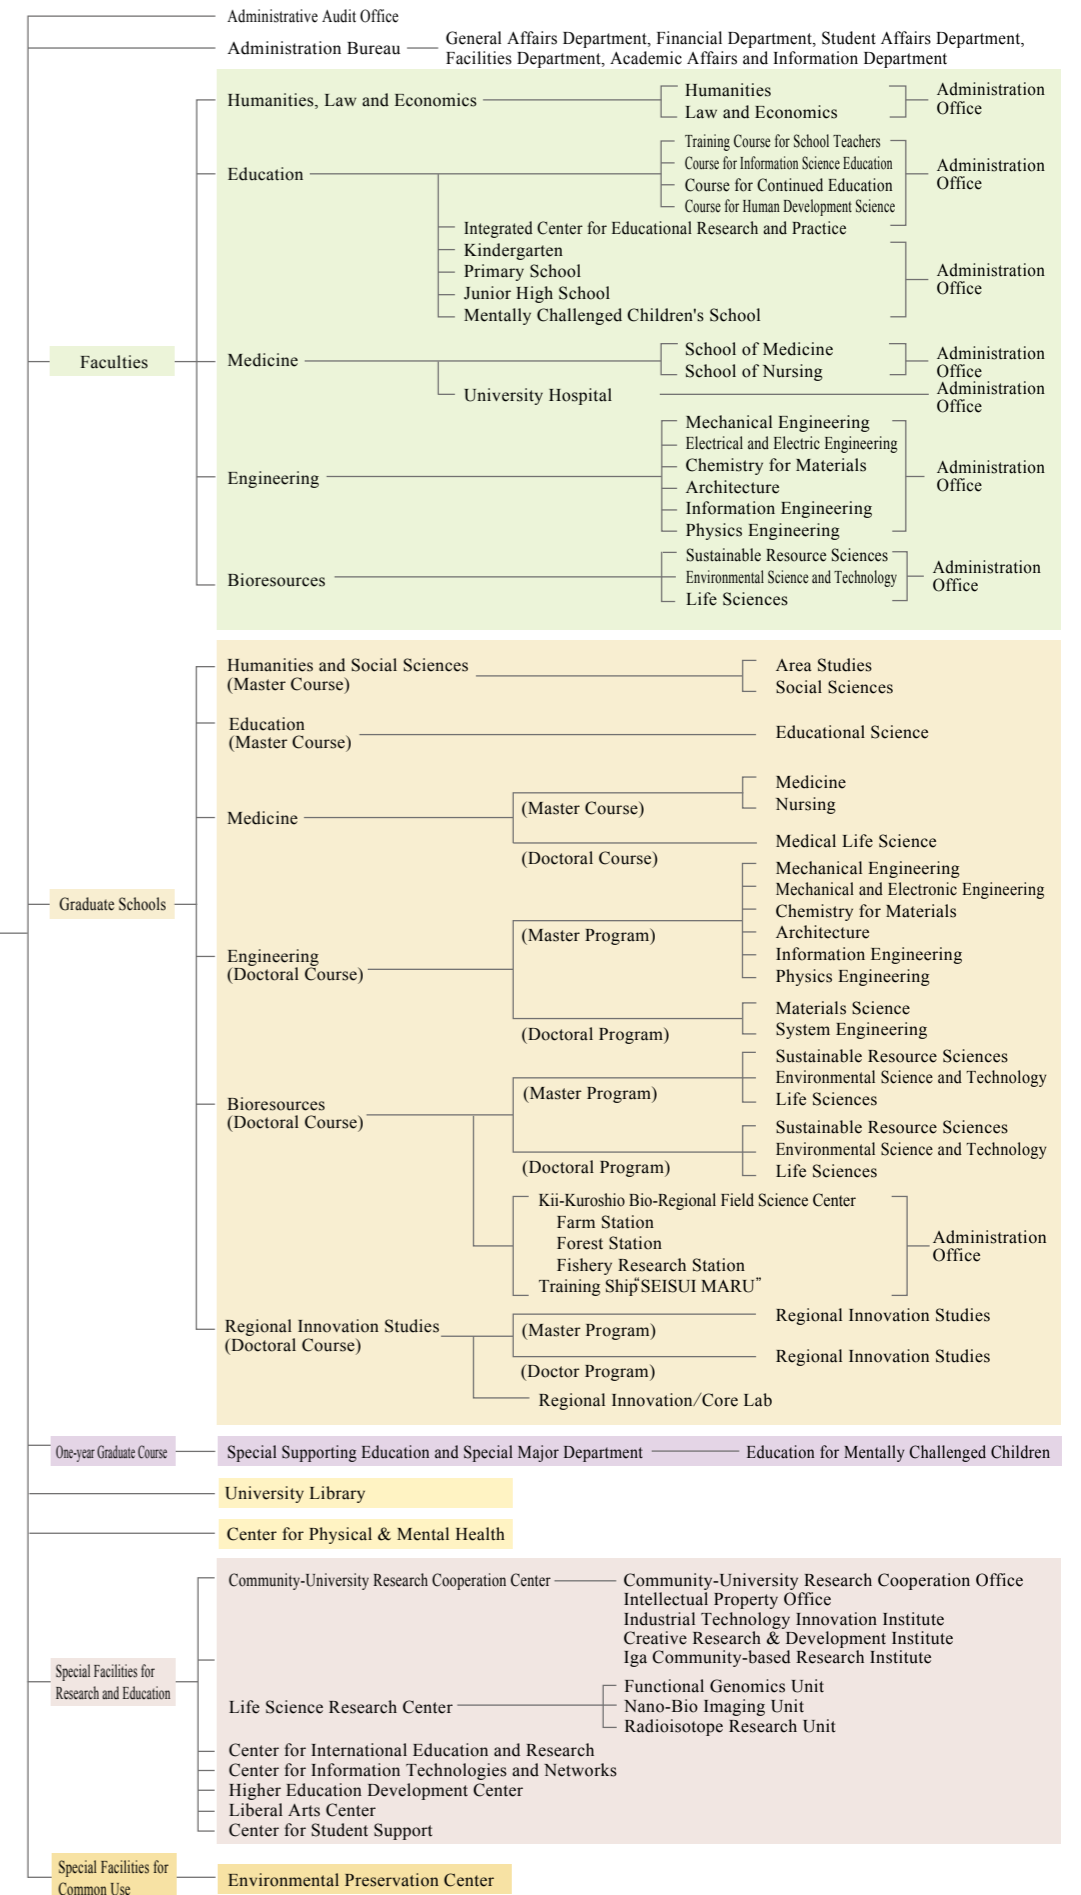 Administrative Audit Office
Administration Bureau
General Affairs Department, Financial Department, Student Affairs Department,
Facilities Department, Academic Affairs and Information Department
Faculties
Humanities, Law and Economics
Humanities
Law and Economics
Administration
Office
Education
Training Course for School Teachers
Course for Information Science Education
Course for Continued Education
Course for Human Development Science
Administration
Office
Integrated Center for Educational Research and Practice
Kindergarten
Primary School
Junior High School
Mentally Challenged Children's School
Administration
Office
Medicine
School of Medicine
School of Nursing
Administration
Office
University Hospital
Administration
Office
Engineering
Mechanical Engineering
Electrical and Electric Engineering
Chemistry for Materials
Architecture
Information Engineering
Physics Engineering
Administration
Office
Bioresources
Sustainable Resource Sciences
Environmental Science and Technology
Life Sciences
Administration
Office
Graduate Schools
Humanities and Social Sciences
(Master Course)
Area Studies
Social Sciences
Education
(Master Course)
Educational Science
Medicine
(Master Course)
Medicine
Nursing
(Doctoral Course)
Medical Life Science
Engineering
(Doctoral Course)
(Master Program)
Mechanical Engineering
Mechanical and Electronic Engineering
Chemistry for Materials
Architecture
Information Engineering
Physics Engineering
(Doctoral Program)
Materials Science
System Engineering
Bioresources
(Doctoral Course)
(Master Program)
Sustainable Resource Sciences
Environmental Science and Technology
Life Sciences
(Doctoral Program)
Sustainable Resource Sciences
Environmental Science and Technology
Life Sciences
Kii-Kuroshio Bio-Regional Field Science Center
Farm Station
Forest Station
Fishery Research Station
Training Ship“SEISUI MARU”
Administration
Office
Regional Innovation Studies
(Doctoral Course)
(Master Program)
Regional Innovation Studies
(Doctor Program)
Regional Innovation Studies
Regional Innovation/Core Lab
One-year Graduate Course
Special Supporting Education and Special Major Department
Education for Mentally Challenged Children
University Library
Center for Physical & Mental Health
Special Facilities for
Research and Education
Community-University Research Cooperation Center
Community-University Research Cooperation Office
Intellectual Property Office
Industrial Technology Innovation Institute
Creative Research & Development Institute
Iga Community-based Research Institute
Life Science Research Center
Functional Genomics Unit
Nano-Bio Imaging Unit
Radioisotope Research Unit
Center for International Education and Research
Center for Information Technologies and Networks
Higher Education Development Center
Liberal Arts Center
Center for Student Support
Special Facilities for
Common Use
Environmental Preservation Center